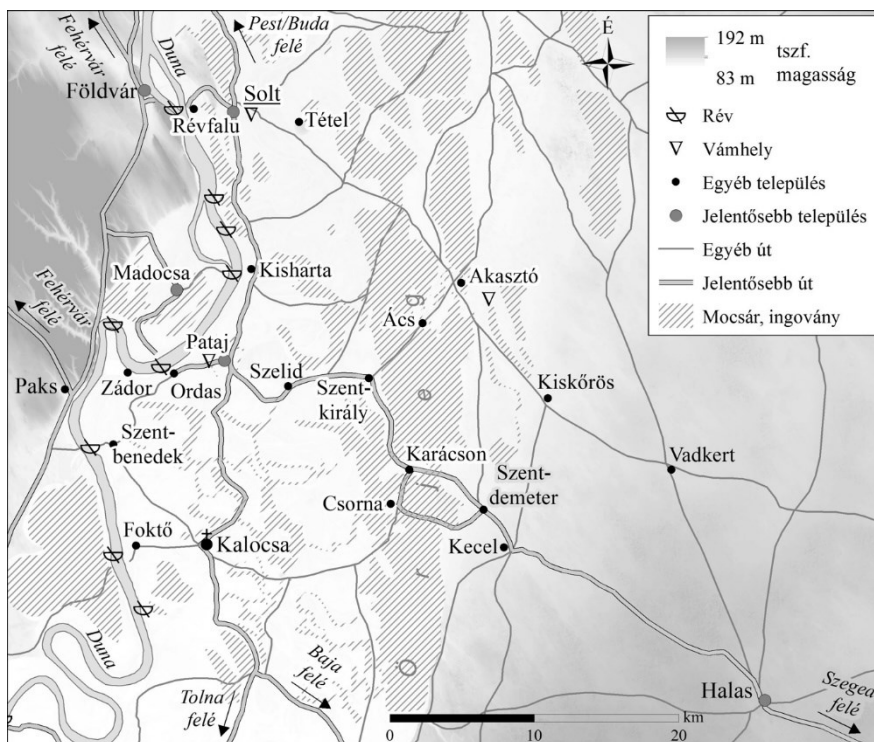 Fehérvár
felé
Duna
Pest/Buda
felé
É
Földvár
Solt
Révfalu
Tétel
192 m
83 m
tszf.
magasság
Rév
Vámhely
Egyéb település
Jelentősebb település
Egyéb út
Jelentősebb út
Mocsár, ingovány
Madocsa
Kisharta
Akasztó
Fehérvár
felé
Ács
Pataj
Paks
Zádor
Ordas
Szelid
Szent-
király
Kiskőrös
Szent-
benedek
Karácson
Vadkert
Csorna
Szent-
demeter
Foktő
Kalocsa
Kecel
Őrjeg
Duna
Tolna
felé
Baja
felé
Halas
Szeged
felé
0
10
20
km